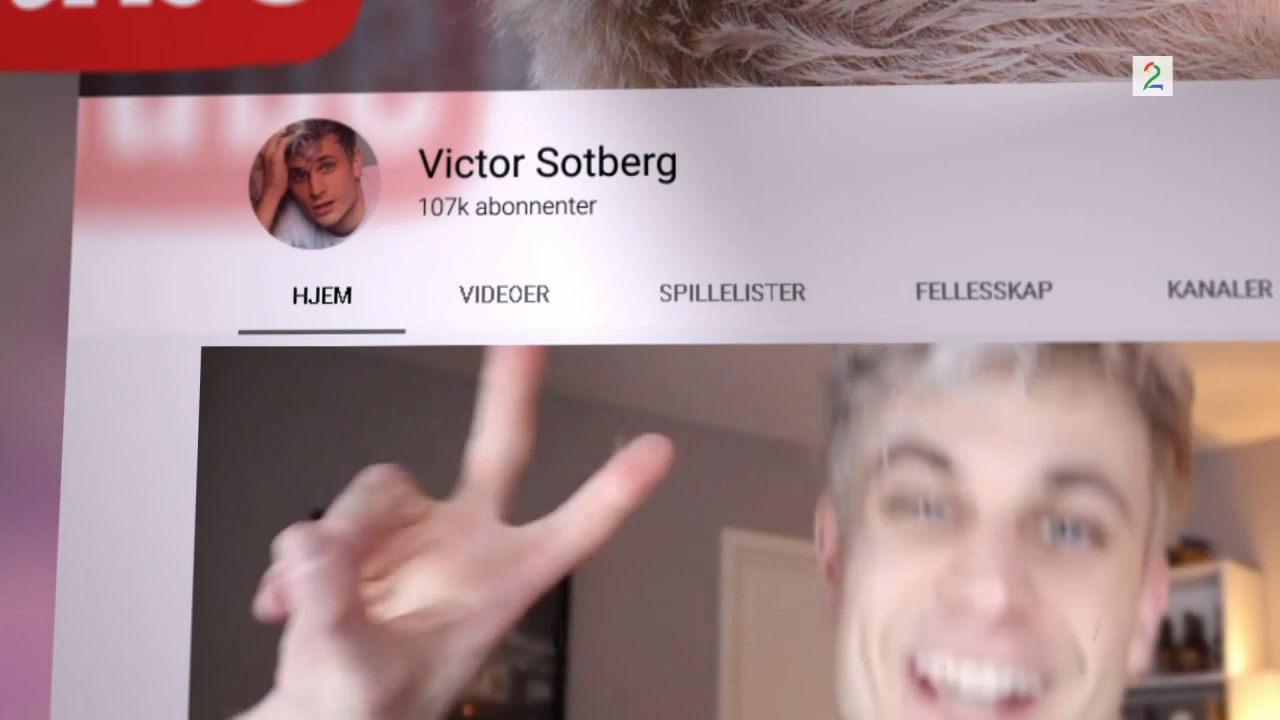 2
Victor Sotberg
107k abonnenter
HJEM
VIDEOER
SPILLELISTER
FELLESSKAP
KANALER